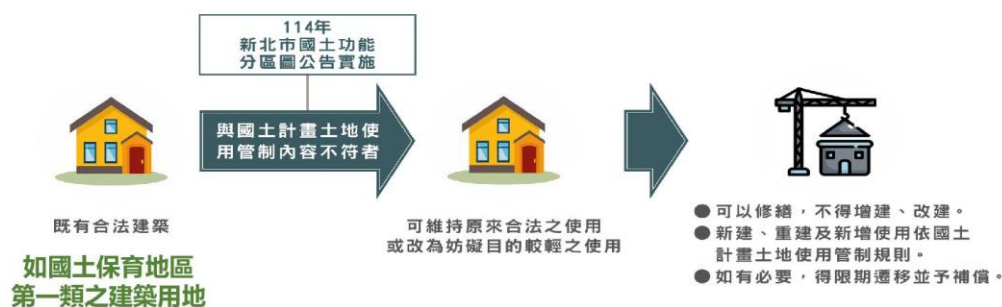 114年
新北市國土功能
分區圖公告實施
與國土計畫土地使
用管制內容不符者
既有合法建築
如國土保育地區
第一類之建築用地
可維持原來合法之使用
或改為妨礙目的較輕之使用
●可以修繕，不得增建、改建。
●新建、重建及新增使用依國土
計畫土地使用管制規則。
●如有必要，得限期遷移並予補償。